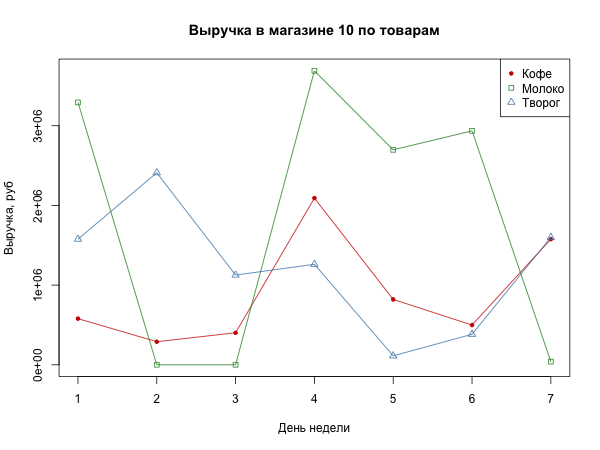 Выручка в магазине 10 по товарам
Кофе
Молоко
Творог
Выручка, руб
3e+06
2e+06
1e+06
0e+00
1 2 3 4 5 6 7
День недели